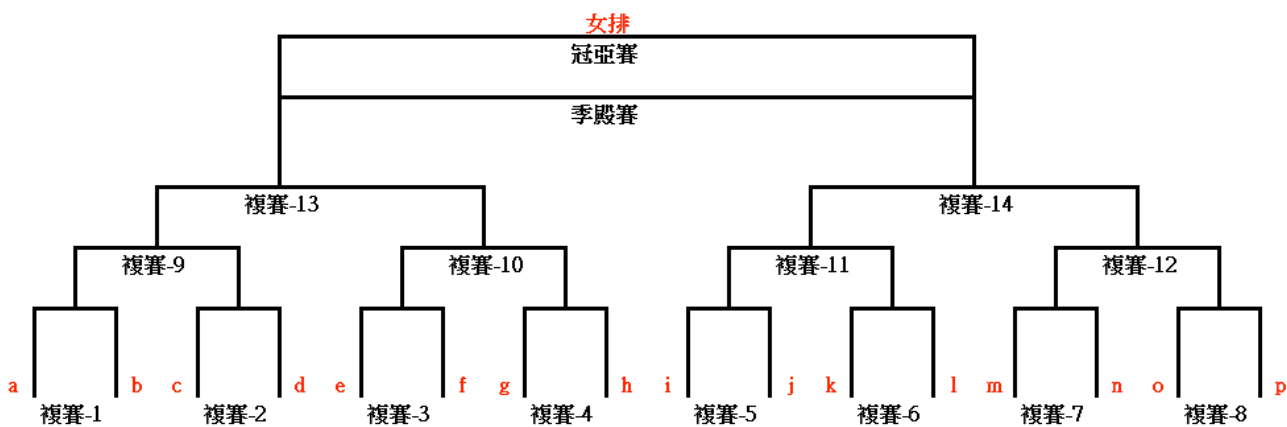 女排
冠亞賽
季殿賽
複賽-13 複賽-14
複賽-9 複賽-10 複賽-11 複賽-12
a b c d e f g h i j k l m n o p
複賽-1 複賽-2 複賽-3 複賽-4 複賽-5 複賽-6 複賽-7 複賽-8